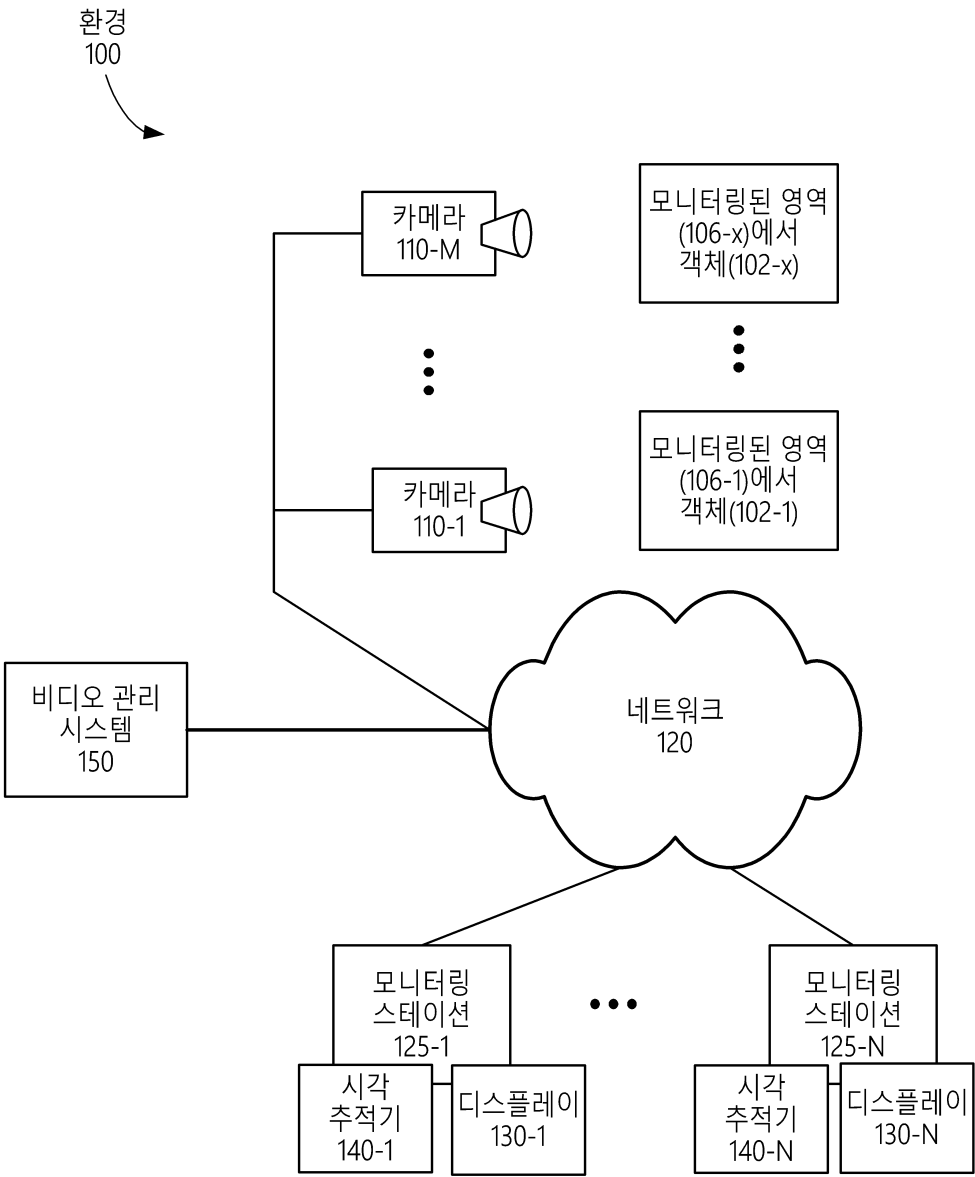 환경
100
카메라
110-M
모니터링된 영역
(106-x)에서
객체(102-x)
카메라
110-1
모니터링된 영역
(106-1)에서
객체(102-1)
비디오 관리
시스템
150
네트워크
120
모니터링
스테이션
125-1
시각
추적기
140-1
디스플레이
130-1
모니터링
스테이션
125-N
시각
추적기
140-N
디스플레이
130-N